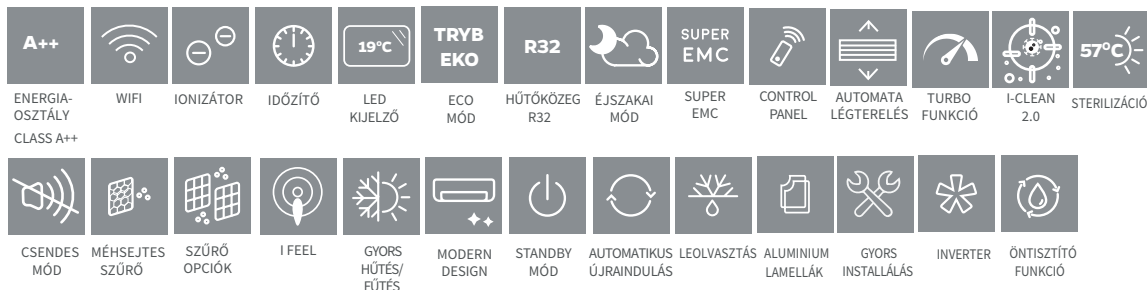 A++
19°C
TRYB
EKO
R32
SUPER
EMC
57°C
ENERGIA-
OSZTÁLY
CLASS A++
WIFI
IONIZÁTOR
IDŐZÍTŐ
LED
KIJELZŐ
ECO
MÓD
HŰTŐKÖZEG
R32
ÉJSZAKAI
MÓD
SUPER
EMC
CONTROL
PANEL
AUTOMATA
LÉGTERELÉS
TURBO
FUNKCIÓ
I-CLEAN
2.0
STERILIZÁCIÓ
CSENDES
MÓD
MÉHSEJTES
SZŰRŐ
SZŰRŐ
OPCIÓK
I FEEL
GYORS
HŰTÉS/
FŰTÉS
MODERN
DESIGN
STANDBY
MÓD
AUTOMATIKUS
ÚJRAINDULÁS
LEOLVASZTÁS
ALUMINIUM
LAMELLÁK
GYORS
INSTALLÁLÁS
INVERTER
ÖNTISZTÍTÓ
FUNKCIÓ